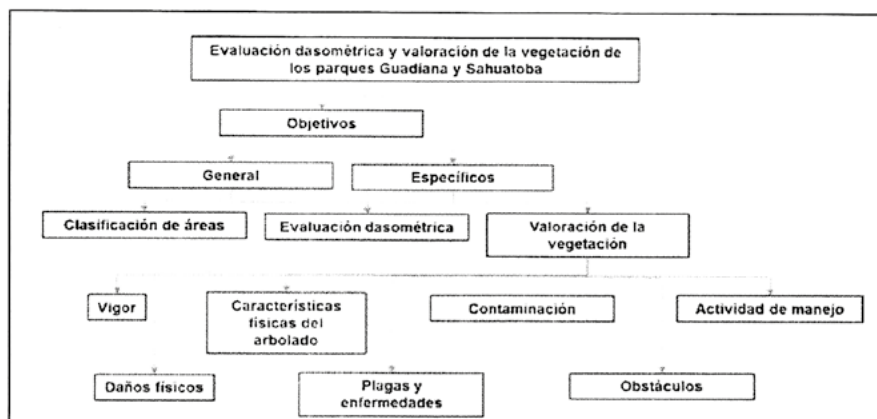 Evaluación dasométrica y valoración de la vegetación de
los parques Guadiana y Sahuatoba
Objetivos
General
Específicos
Clasificación de áreas
Evaluación dasométrica
Valoración de la
vegetación
Vigor
Características
físicas del
arbolado
Contaminación
Actividad de manejo
Daños físicos
Plagas y
enfermedades
Obstáculos